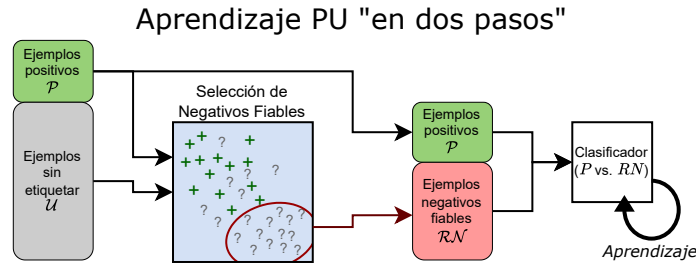 Aprendizaje PU "en dos pasos"
Ejemplos
positivos
𝒫
Ejemplos
sin
etiquetar
𝒰
Selección de
Negativos Fiables
Ejemplos
positivos
𝒫
Ejemplos
negativos
fiables
ℛ𝒩
Clasificador
(P vs. RN)
Aprendizaje